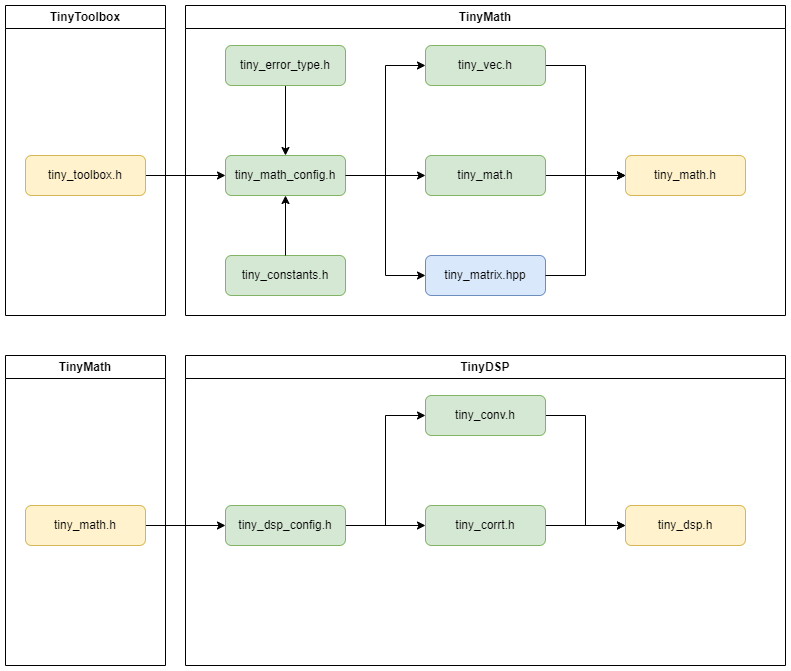 TinyToolbox
TinyMath
tiny_error_type.h
tiny_vec.h
tiny_toolbox.h
tiny_math_config.h
tiny_mat.h
tiny_math.h
tiny_constants.h
tiny_matrix.hpp
TinyMath
TinyDSP
tiny_conv.h
tiny_math.h
tiny_dsp_config.h
tiny_corrt.h
tiny_dsp.h